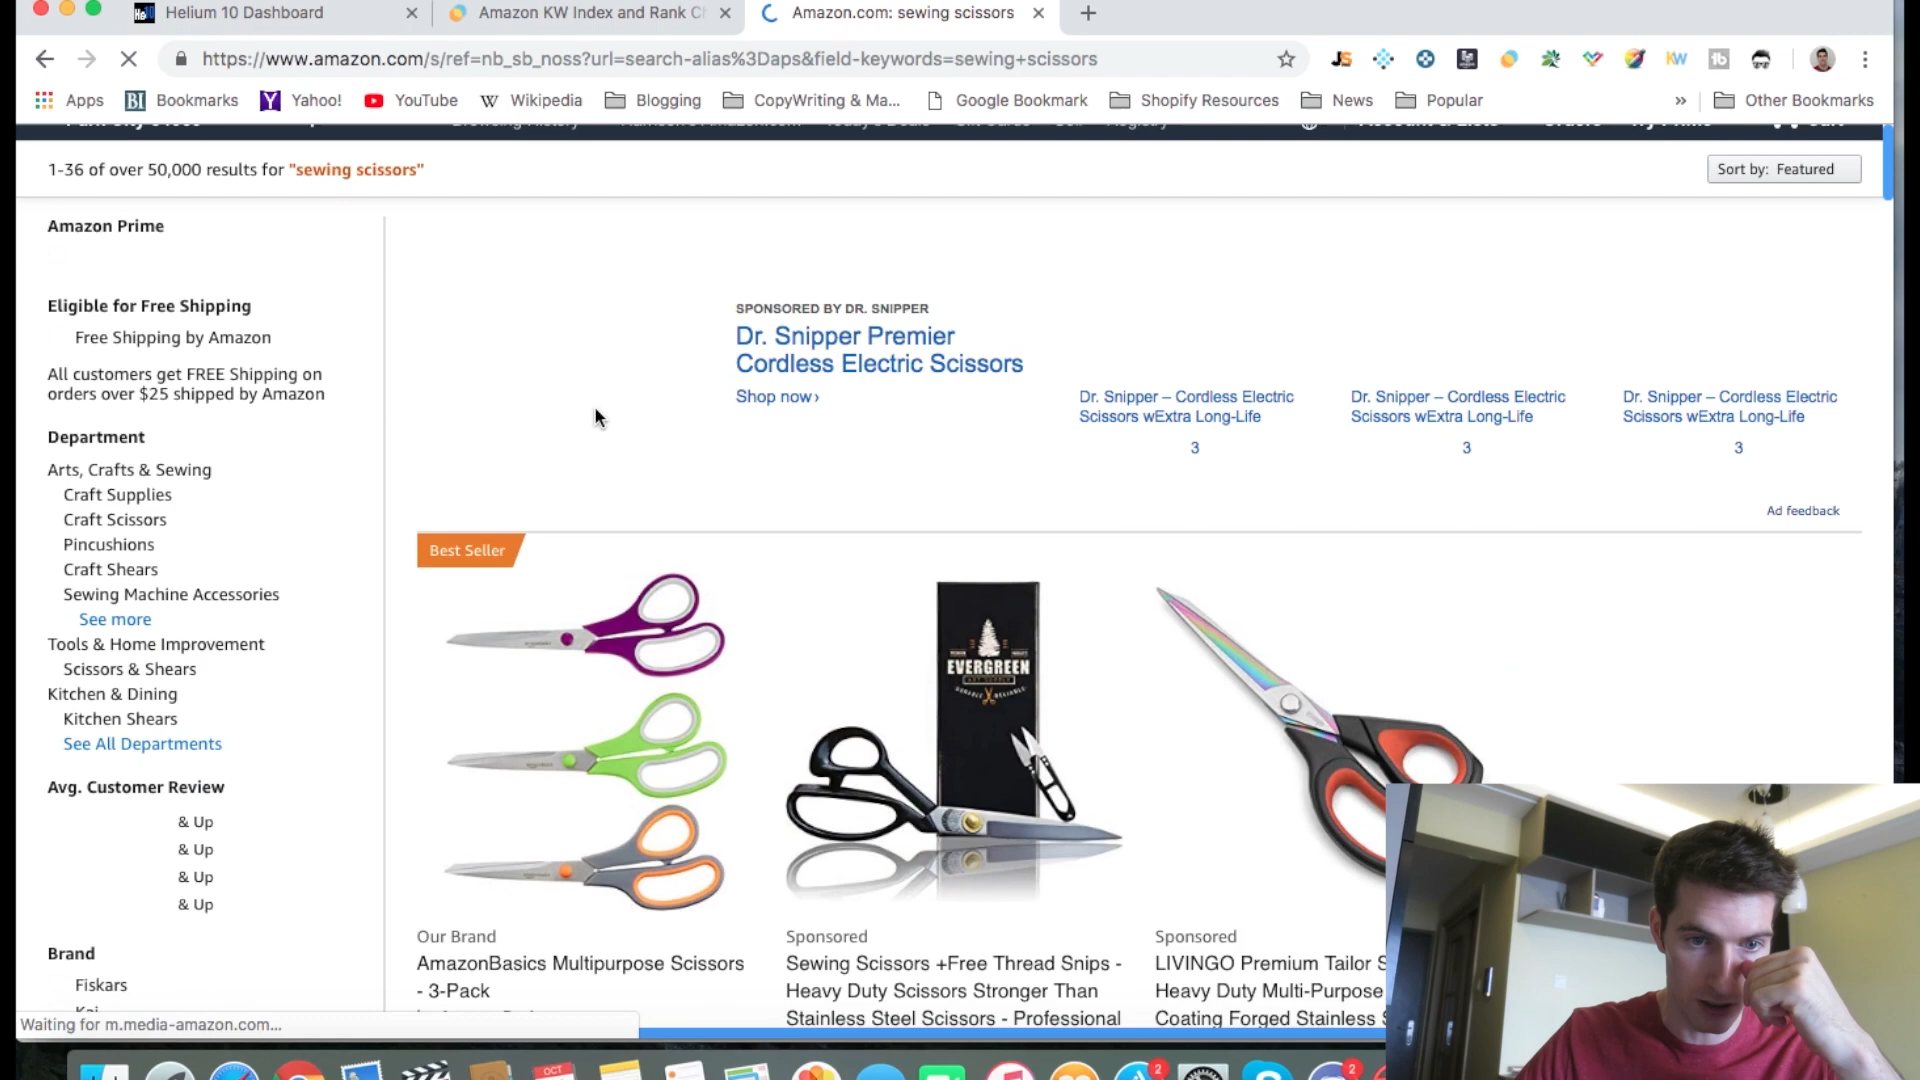 Helium 10 Dashboard
Amazon KW Index and Rank Ch
Amazon.com: sewing scissors
https://www.amazon.com/s/ref=nb_sb_noss?url=search-alias%3Daps&field-keywords=sewing+scissors
JS
KW
Apps
BI Bookmarks
Yahoo!
YouTube
W Wikipedia
Blogging
CopyWriting & Ma...
Google Bookmark
Shopify Resources
News
Popular
»
Other Bookmarks
1-36 of over 50,000 results for "sewing scissors"
Sort by: Featured
Amazon Prime
Eligible for Free Shipping
Free Shipping by Amazon
All customers get FREE Shipping on
orders over $25 shipped by Amazon
Department
Arts, Crafts & Sewing
Craft Supplies
Craft Scissors
Pincushions
Craft Shears
Sewing Machine Accessories
See more
Tools & Home Improvement
Scissors & Shears
Kitchen & Dining
Kitchen Shears
See All Departments
Avg. Customer Review
& Up
& Up
& Up
& Up
Brand
Fiskars
SPONSORED BY DR. SNIPPER
Dr. Snipper Premier
Cordless Electric Scissors
Shop now ›
Dr. Snipper – Cordless Electric
Scissors wExtra Long-Life
3
Dr. Snipper – Cordless Electric
Scissors wExtra Long-Life
3
Dr. Snipper – Cordless Electric
Scissors wExtra Long-Life
3
Ad feedback
Best Seller
EVERGREEN
ART SUPPLY
Our Brand
AmazonBasics Multipurpose Scissors
- 3-Pack
Sponsored
Sewing Scissors +Free Thread Snips -
Heavy Duty Scissors Stronger Than
Stainless Steel Scissors - Professional
Sponsored
LIVINGO Premium Tailor S
Heavy Duty Multi-Purpose
Coating Forged Stainless
Waiting for m.media-amazon.com...
OCT
2
2